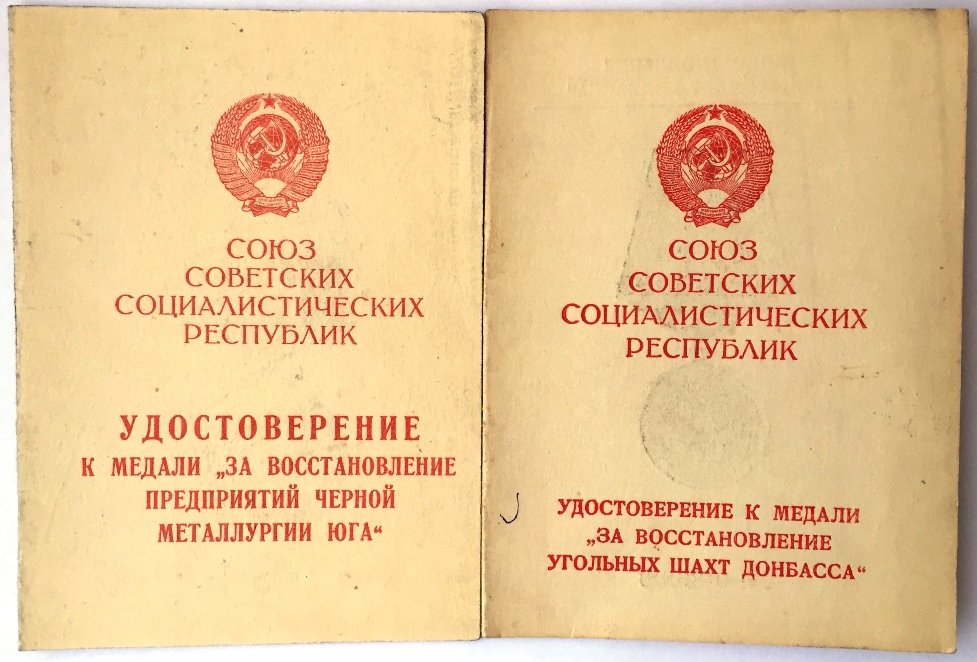 СОЮЗ
СОВЕТСКИХ
СОЦИАЛИСТИЧЕСКИХ
РЕСПУБЛИК
УДОСТОВЕРЕНИЕ
К МЕДАЛИ „ЗА ВОССТАНОВЛЕНИЕ
ПРЕДПРИЯТИЙ ЧЕРНОЙ
МЕТАЛЛУРГИИ ЮГА“
СОЮЗ
СОВЕТСКИХ
СОЦИАЛИСТИЧЕСКИХ
РЕСПУБЛИК
УДОСТОВЕРЕНИЕ К МЕДАЛИ
„ЗА ВОССТАНОВЛЕНИЕ
УГОЛЬНЫХ ШАХТ ДОНБАССА“